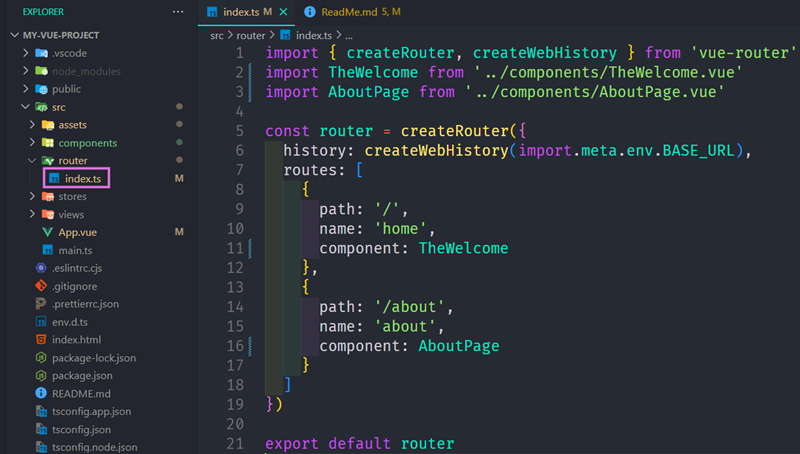 EXPLORER
MY-VUE-PROJECT
.vscode
node_modules
public
src
assets
components
router
index.ts M
stores
views
App.vue M
main.ts
.eslintrc.cjs
.gitignore
.prettierrc.json
env.d.ts
index.html
package-lock.json
package.json
README.md
tsconfig.app.json
tsconfig.json
tsconfig.node.json
index.ts M
ReadMe.md 5, M
src > router > index.ts > ...
1 import { createRouter, createWebHistory } from 'vue-router'
2 import TheWelcome from '../components/TheWelcome.vue'
3 import AboutPage from '../components/AboutPage.vue'
4
5 const router = createRouter({
6 history: createWebHistory(import.meta.env.BASE_URL),
7 routes: [
8 {
9 path: '/',
10 name: 'home',
11 component: TheWelcome
12 },
13 {
14 path: '/about',
15 name: 'about',
16 component: AboutPage
17 }
18 ]
19 })
20
21 export default router